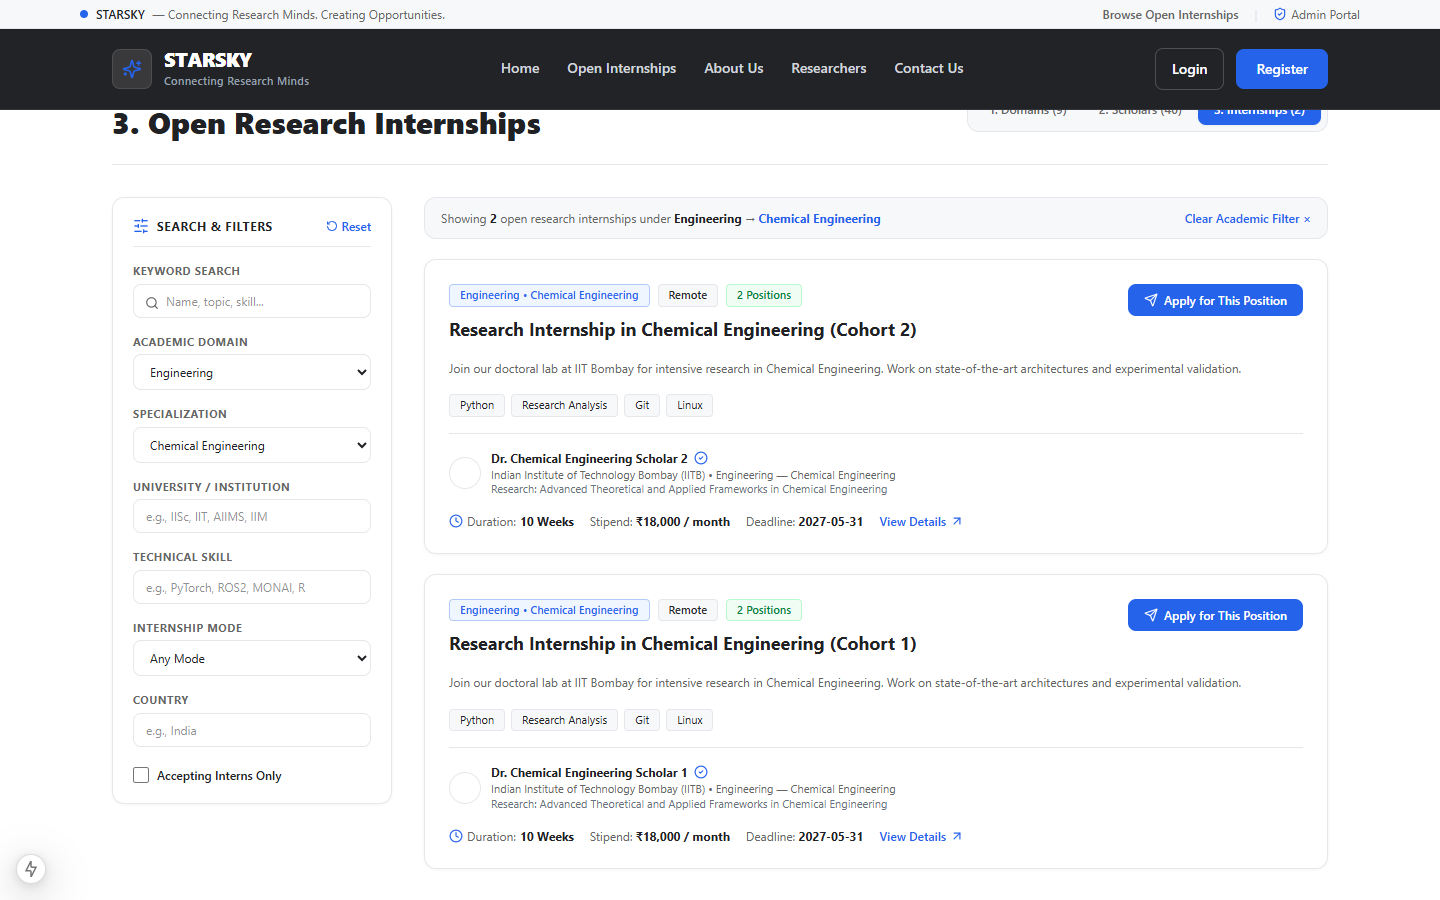 STARSKY — Connecting Research Minds. Creating Opportunities.
Browse Open Internships | Admin Portal
STARSKY
Connecting Research Minds
Home Open Internships About Us Researchers Contact Us
Login Register
3. Open Research Internships
1. Domains (9) 2. Scholars (40) 3. Internships (2)
SEARCH & FILTERS Reset
KEYWORD SEARCH
Name, topic, skill...
ACADEMIC DOMAIN
Engineering
SPECIALIZATION
Chemical Engineering
UNIVERSITY / INSTITUTION
e.g., IISc, IIT, AIIMS, IIM
TECHNICAL SKILL
e.g., PyTorch, ROS2, MONAI, R
INTERNSHIP MODE
Any Mode
COUNTRY
e.g., India
Accepting Interns Only
Showing 2 open research internships under Engineering → Chemical Engineering
Clear Academic Filter ×
Engineering • Chemical Engineering Remote 2 Positions
Apply for This Position
Research Internship in Chemical Engineering (Cohort 2)
Join our doctoral lab at IIT Bombay for intensive research in Chemical Engineering. Work on state-of-the-art architectures and experimental validation.
Python Research Analysis Git Linux
Dr. Chemical Engineering Scholar 2
Indian Institute of Technology Bombay (IITB) • Engineering — Chemical Engineering
Research: Advanced Theoretical and Applied Frameworks in Chemical Engineering
Duration: 10 Weeks Stipend: ₹18,000 / month Deadline: 2027-05-31 View Details
Engineering • Chemical Engineering Remote 2 Positions
Apply for This Position
Research Internship in Chemical Engineering (Cohort 1)
Join our doctoral lab at IIT Bombay for intensive research in Chemical Engineering. Work on state-of-the-art architectures and experimental validation.
Python Research Analysis Git Linux
Dr. Chemical Engineering Scholar 1
Indian Institute of Technology Bombay (IITB) • Engineering — Chemical Engineering
Research: Advanced Theoretical and Applied Frameworks in Chemical Engineering
Duration: 10 Weeks Stipend: ₹18,000 / month Deadline: 2027-05-31 View Details